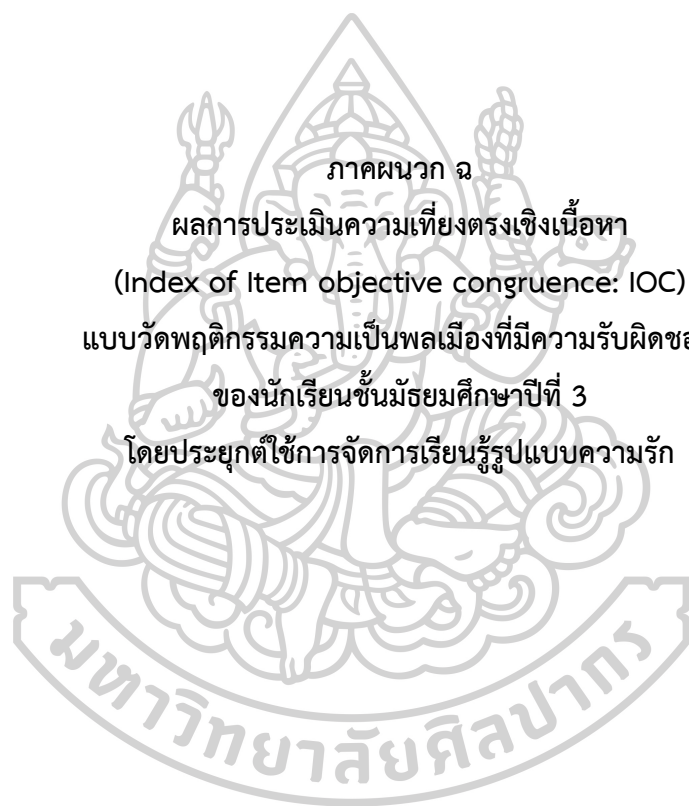 ภาคผนวก ฉ
ผลการประเมินความเที่ยงตรงเชิงเนื้อหา
(Index of Item objective congruence: IOC)
แบบวัดพฤติกรรมความเป็นพลเมืองที่มีความรับผิดช
ของนักเรียนชั้นมัธยมศึกษาปีที่ 3
โดยประยุกต์ใช้การจัดการเรียนรู้รูปแบบความรัก
มหาวิทยาลัยศิลปากร